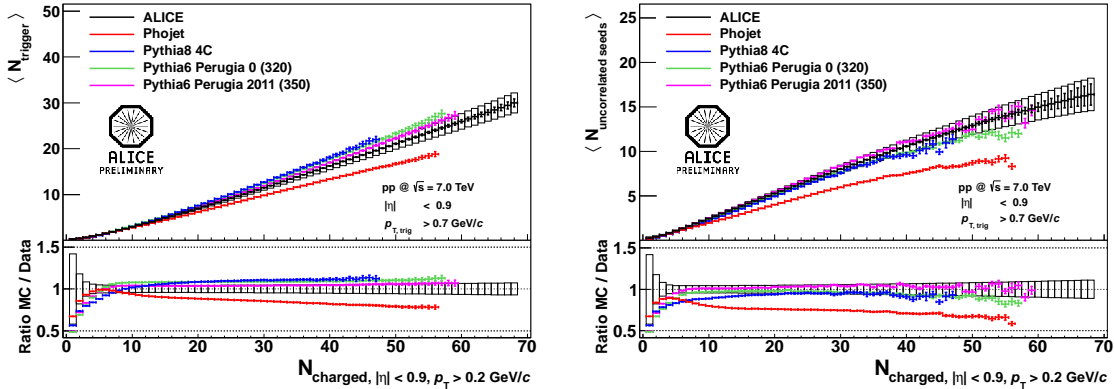 ⟨ N_trigger ⟩
50
40
30
20
10
ALICE
Phojet
Pythia8 4C
Pythia6 Perugia 0 (320)
Pythia6 Perugia 2011 (350)
ALICE
PRELIMINARY
pp @ √s = 7.0 TeV
|η| < 0.9
p_T, trig > 0.7 GeV/c
Ratio MC / Data
1.5
1
0.5
0 10 20 30 40 50 60 70
N_charged, |η| < 0.9, p_T > 0.2 GeV/c
⟨ N_uncorrelated seeds ⟩
25
20
15
10
5
ALICE
Phojet
Pythia8 4C
Pythia6 Perugia 0 (320)
Pythia6 Perugia 2011 (350)
ALICE
PRELIMINARY
pp @ √s = 7.0 TeV
|η| < 0.9
p_T, trig > 0.7 GeV/c
Ratio MC / Data
1.5
1
0.5
0 10 20 30 40 50 60 70
N_charged, |η| < 0.9, p_T > 0.2 GeV/c